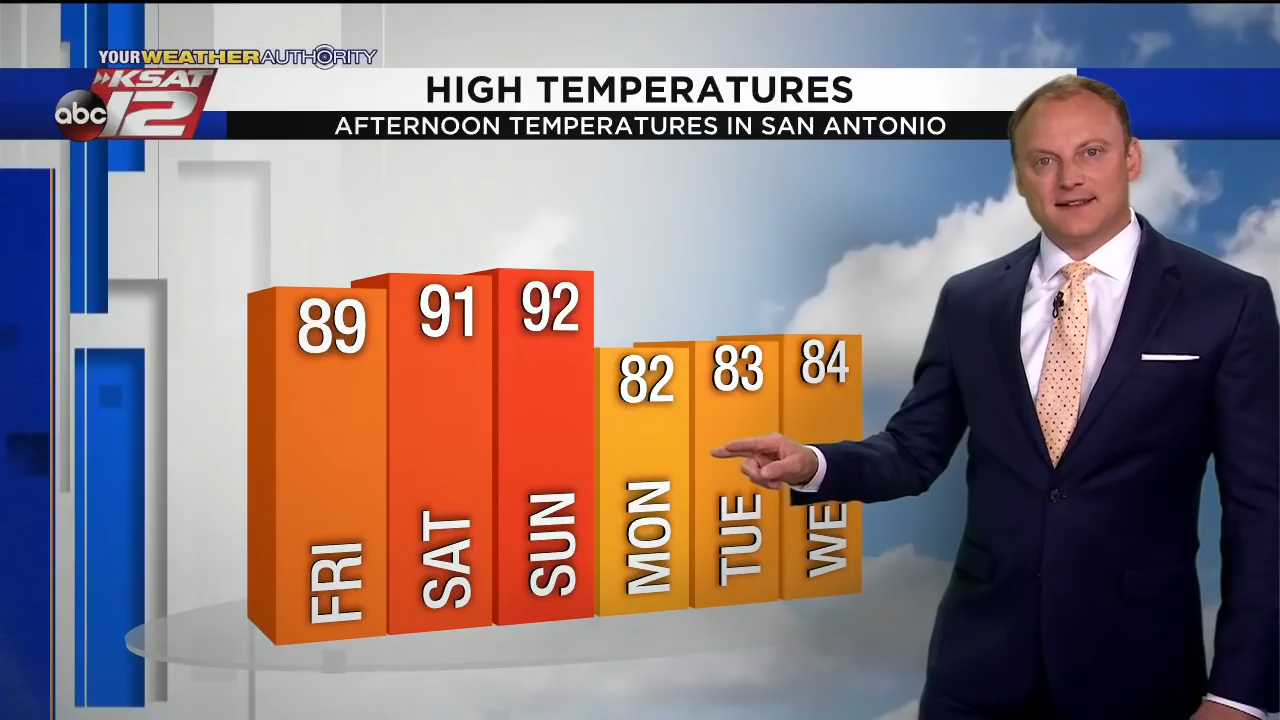 YOURWEATHERAUTHORITY
KSAT
abc 12
HIGH TEMPERATURES
AFTERNOON TEMPERATURES IN SAN ANTONIO
89 91 92 82 83 84
FRI SAT SUN MON TUE WE